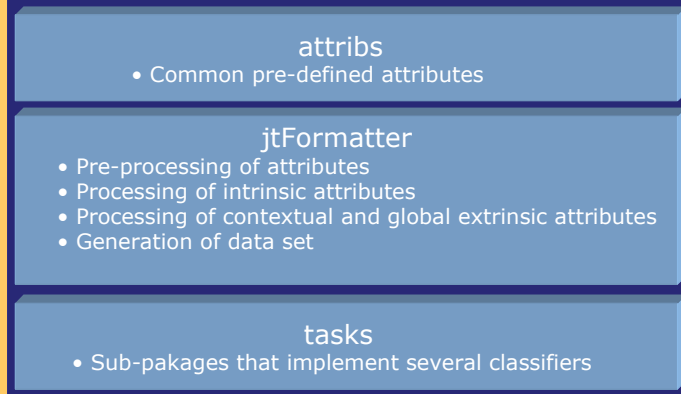 attribs
• Common pre-defined attributes
jtFormatter
• Pre-processing of attributes
• Processing of intrinsic attributes
• Processing of contextual and global extrinsic attributes
• Generation of data set
tasks
• Sub-pakages that implement several classifiers